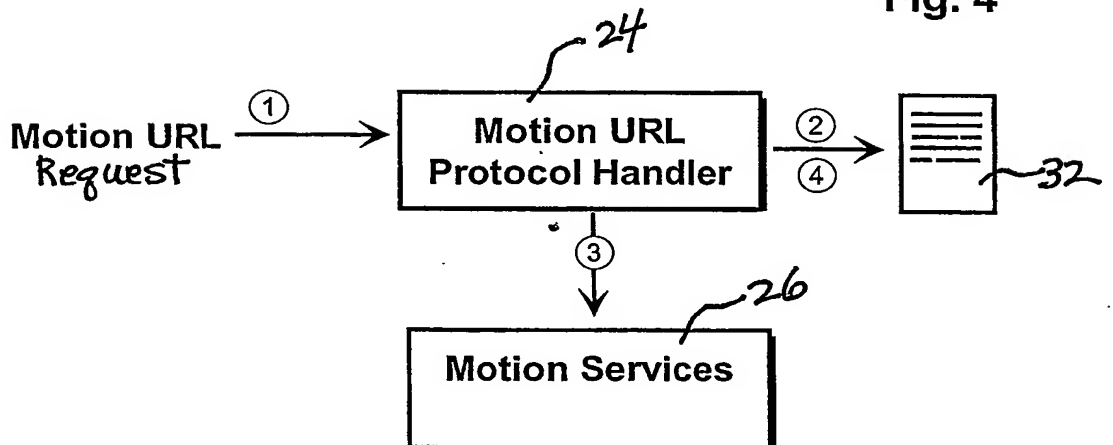 Fig. 4
24
①
Motion URL
Request
Motion URL
Protocol Handler
②
④
32
③
26
Motion Services